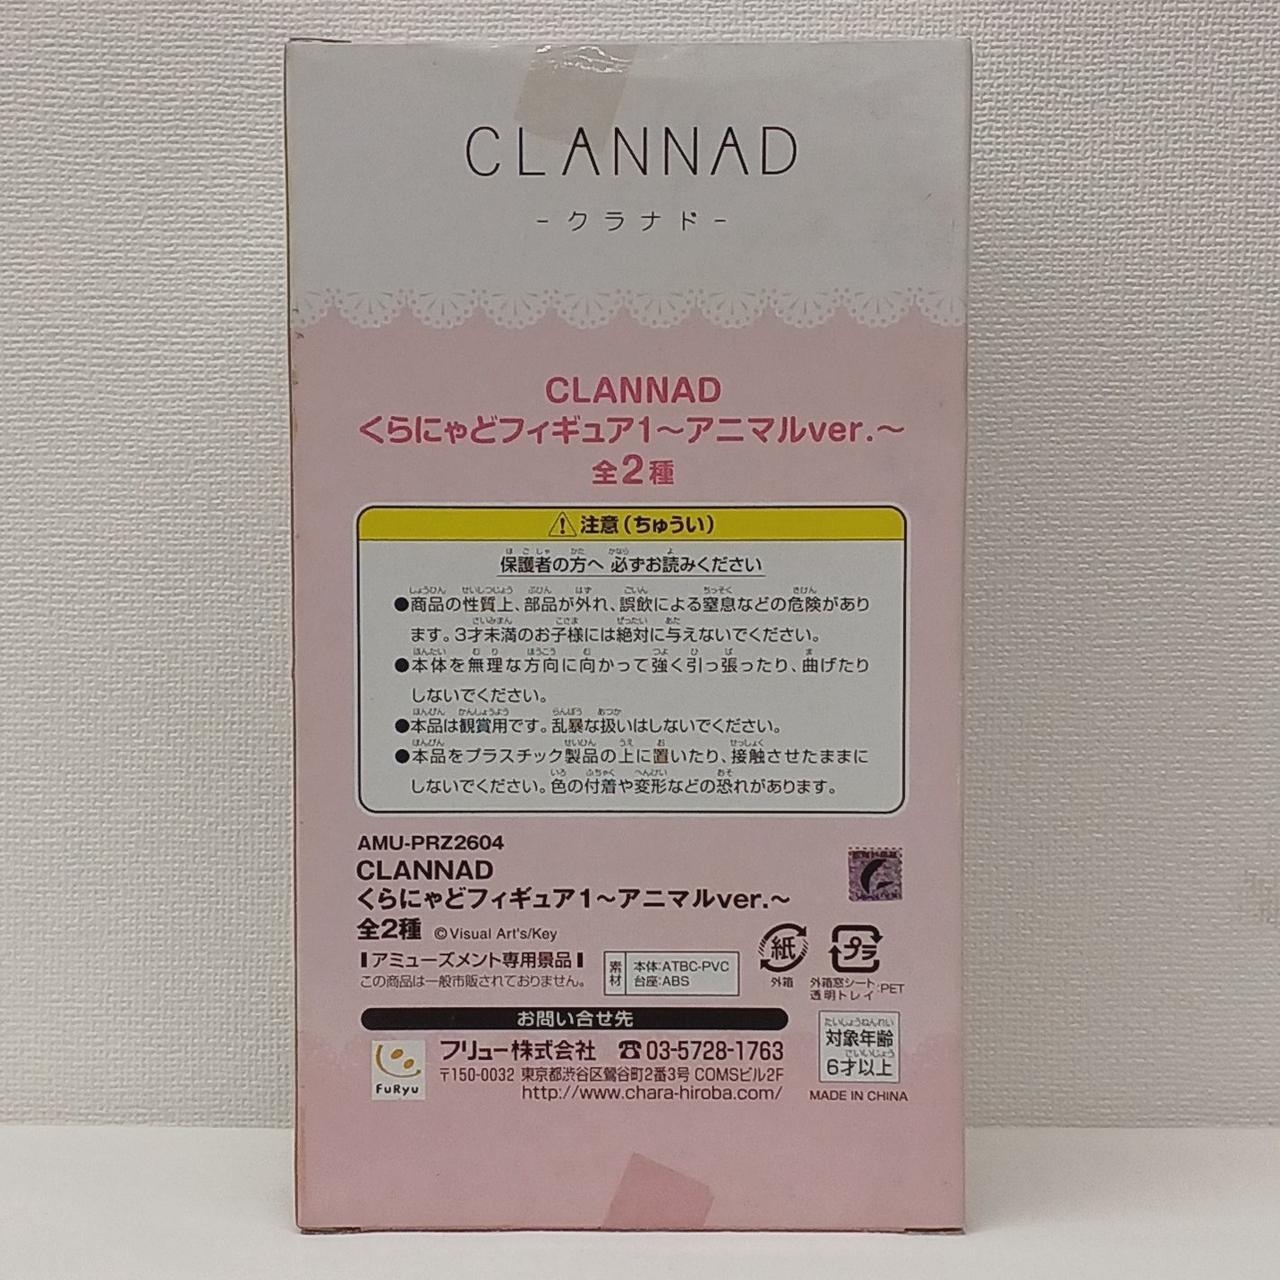 CLANNAD
-クラナド-
CLANNAD
くらにゃどフィギュア1～アニマルver.～
全2種
注意(ちゅうい)
保護者の方へ 必ずお読みください
●商品の性質上、部品が外れ、誤飲による窒息などの危険があり
ます。3才未満のお子様には絶対に与えないでください。
●本体を無理な方向に向かって強く引っ張ったり、曲げたり
しないでください。
●本品は観賞用です。乱暴な扱いはしないでください。
●本品をプラスチック製品の上に置いたり、接触させたままに
しないでください。色の付着や変形などの恐れがあります。
AMU-PRZ2604
CLANNAD
くらにゃどフィギュア1～アニマルver.～
全2種 ©Visual Art's/Key
アミューズメント専用景品
この商品は一般市販されておりません。
素材
本体:ATBC-PVC
台座:ABS
紙
外箱
プラ
外箱窓シート
透明トレイ:PET
お問い合せ先
FuRyu
フリュー株式会社 ☎03-5728-1763
〒150-0032 東京都渋谷区鶯谷町2番3号 COMSビル2F
http://www.chara-hiroba.com/
たいしょうねんれい
対象年齢
さいいじょう
6才以上
MADE IN CHINA